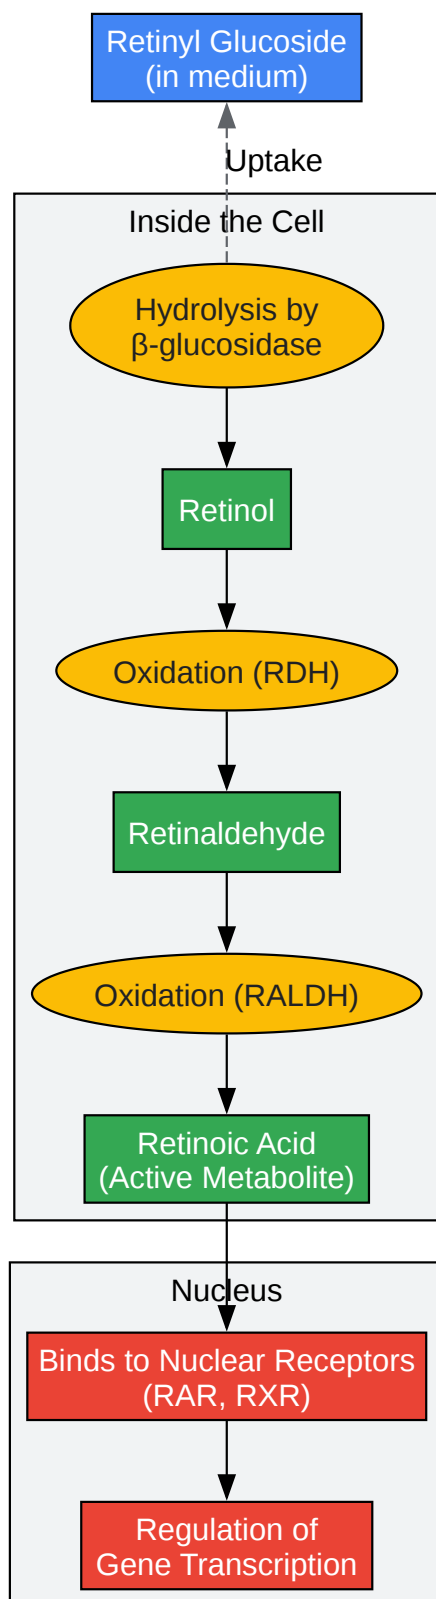 Retinyl Glucoside
(in medium)
Uptake
Inside the Cell
Hydrolysis by
β-glucosidase
Retinol
Oxidation (RDH)
Retinaldehyde
Oxidation (RALDH)
Retinoic Acid
(Active Metabolite)
Nucleus
Binds to Nuclear Receptors
(RAR, RXR)
Regulation of
Gene Transcription